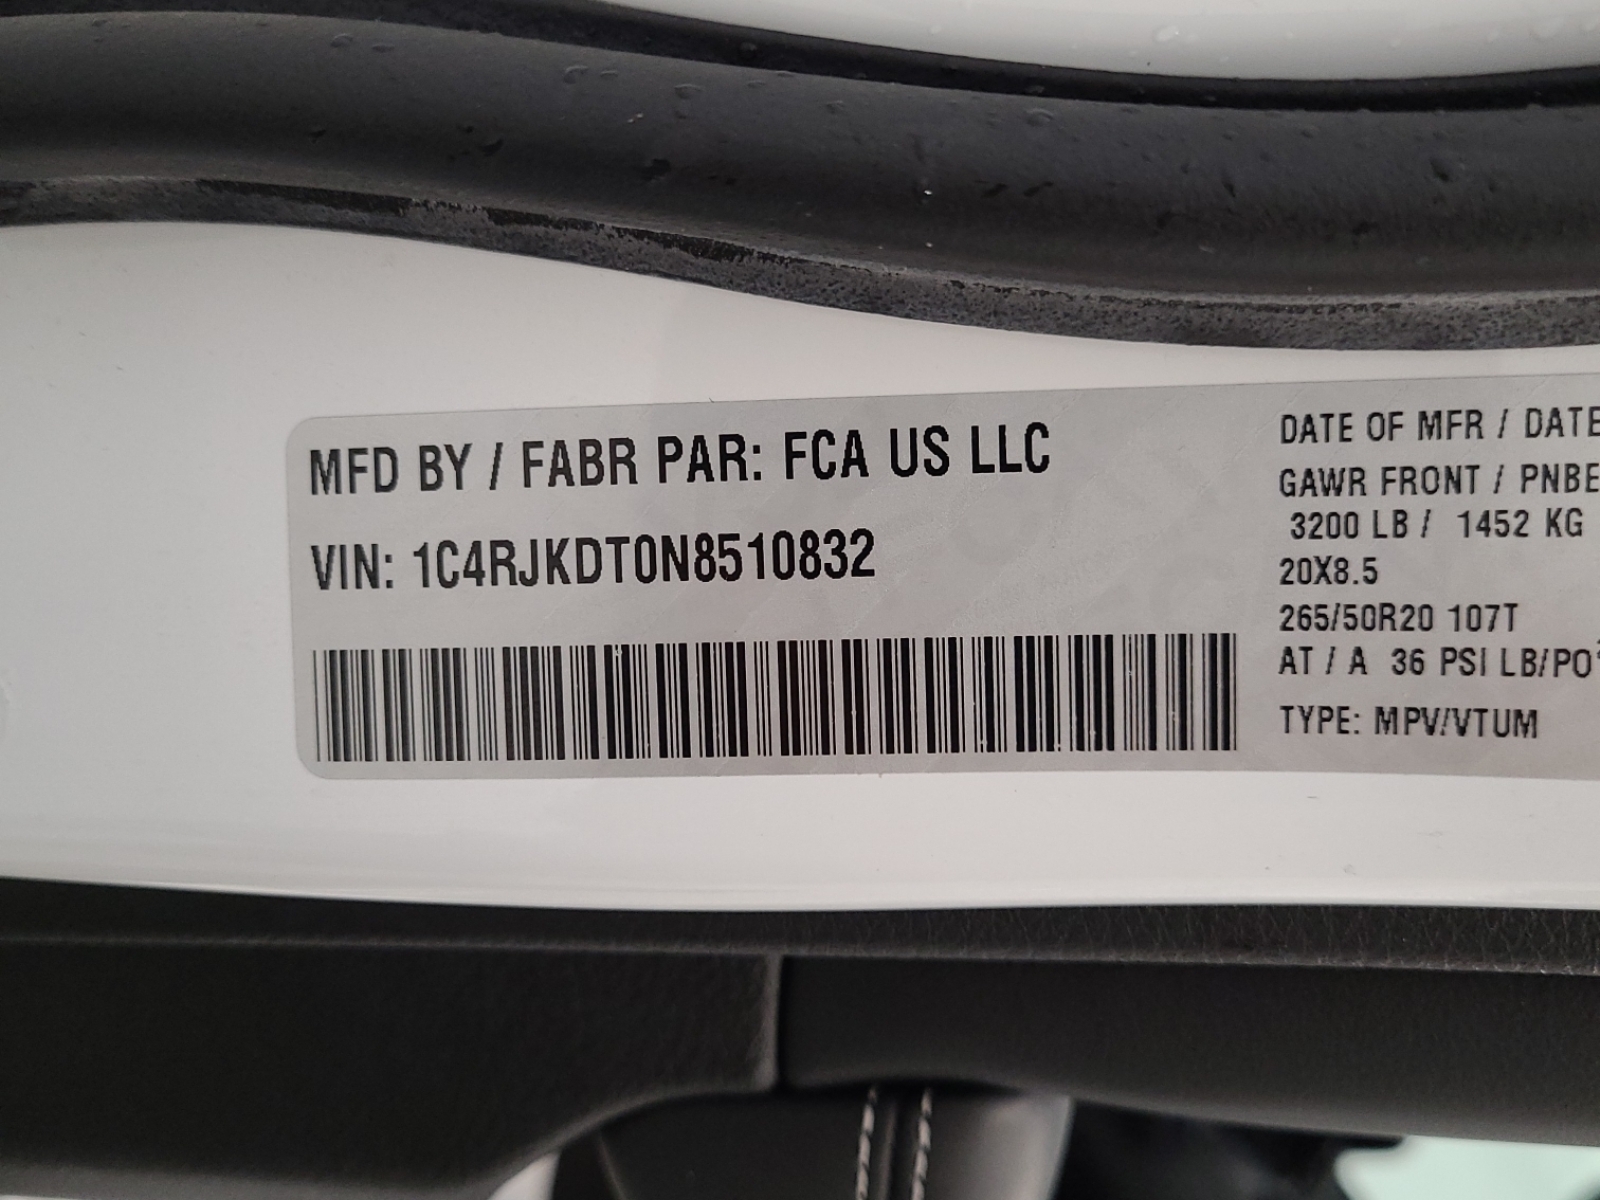 MFD BY / FABR PAR: FCA US LLC
VIN: 1C4RJKDT0N8510832
DATE OF MFR / DATE
GAWR FRONT / PNBE
3200 LB / 1452 KG
20X8.5
265/50R20 107T
AT / A 36 PSI LB/PO²
TYPE: MPV/VTUM